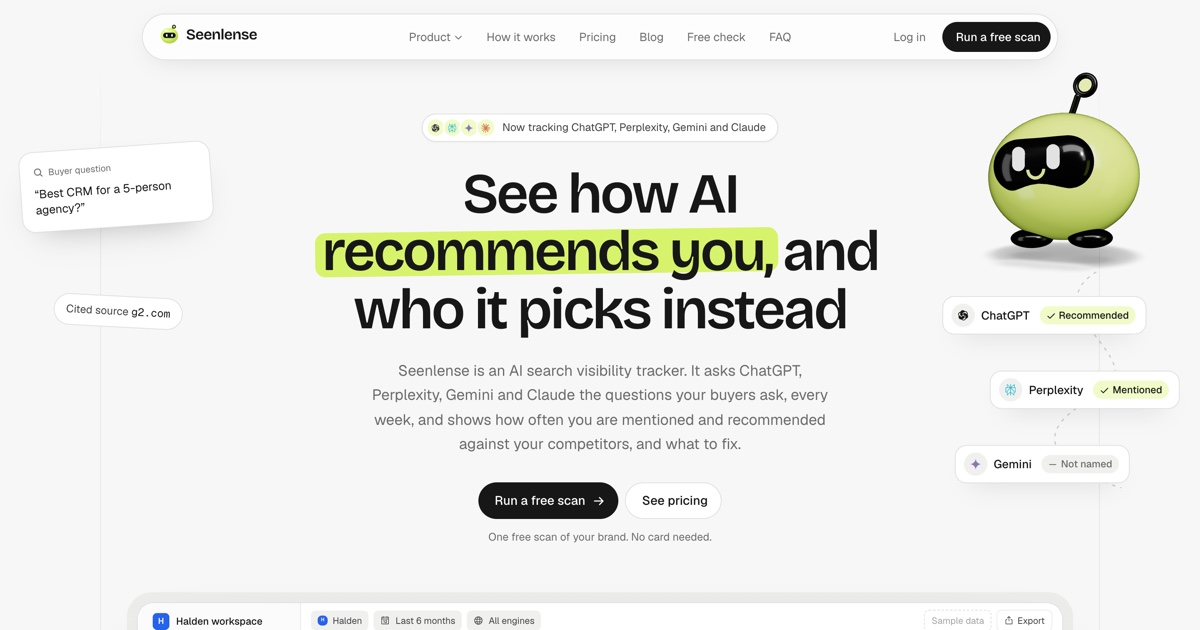 Seenlense
Product
How it works
Pricing
Blog
Free check
FAQ
Log in
Run a free scan
Now tracking ChatGPT, Perplexity, Gemini and Claude
See how AI
recommends you, and
who it picks instead
Seenlense is an AI search visibility tracker. It asks ChatGPT,
Perplexity, Gemini and Claude the questions your buyers ask, every
week, and shows how often you are mentioned and recommended
against your competitors, and what to fix.
Run a free scan →
See pricing
One free scan of your brand. No card needed.
Buyer question
“Best CRM for a 5-person
agency?”
Cited source g2.com
ChatGPT
Recommended
Perplexity
Mentioned
Gemini
Not named
H
Halden workspace
H
Halden
Last 6 months
All engines
Sample data
Export